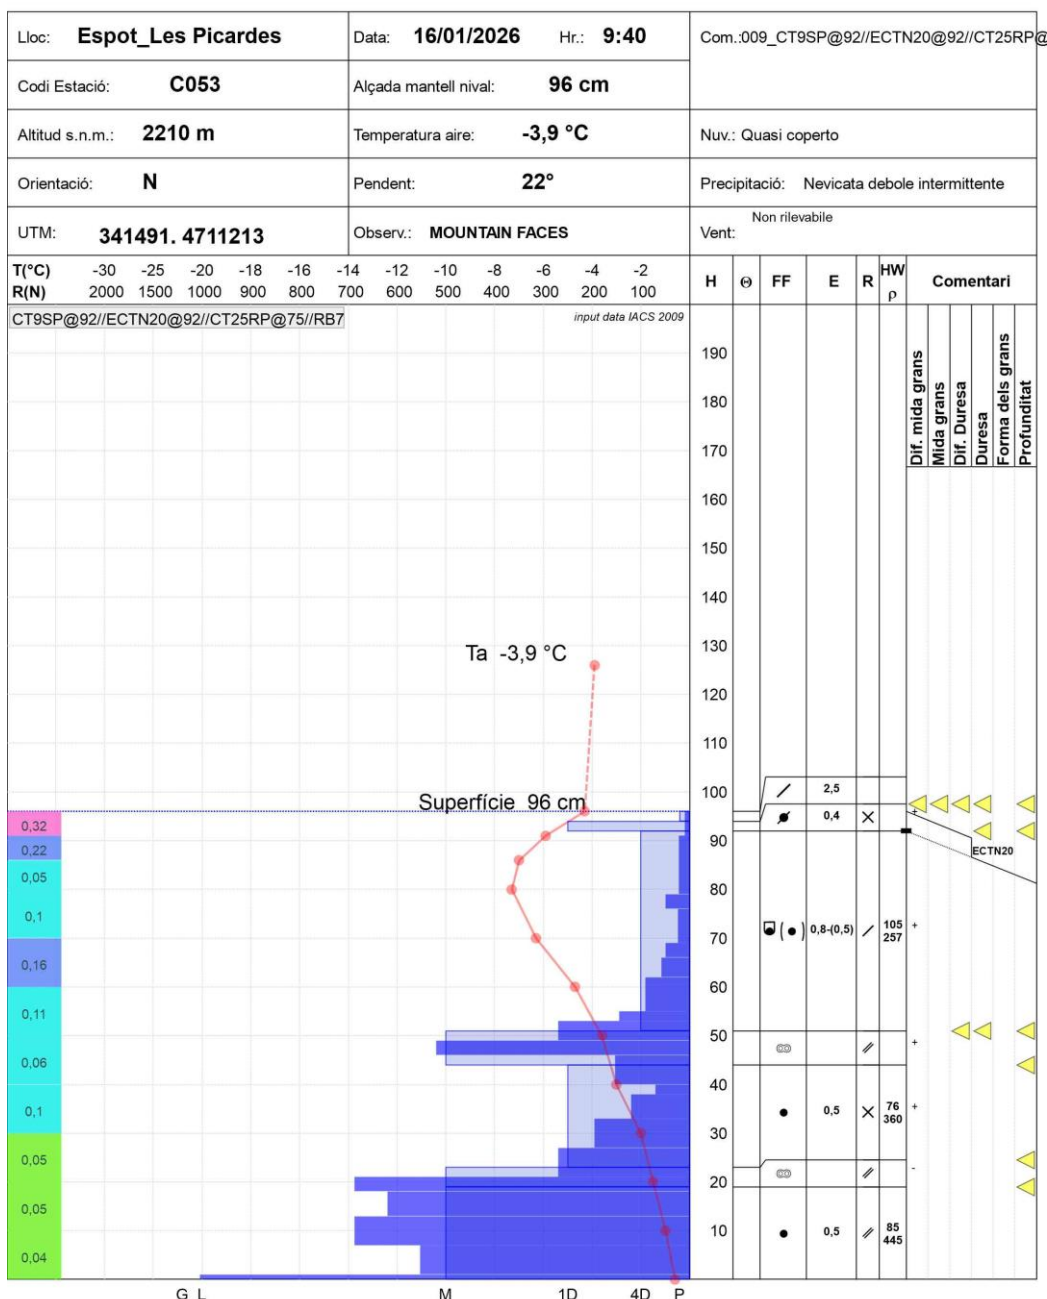 Lloc: Espot_Les Picardes Data: 16/01/2026 Hr.: 9:40 Com.:009_CT9SP@92//ECTN20@92//CT25RP@
Codi Estació: C053 Alçada mantell nival: 96 cm
Altitud s.n.m.: 2210 m Temperatura aire: -3,9 °C Nuv.: Quasi coperto
Orientació: N Pendent: 22° Precipitació: Nevicata debole intermittente
UTM: 341491. 4711213 Observ.: MOUNTAIN FACES Vent: Non rilevabile
T(°C) -30 -25 -20 -18 -16 -14 -12 -10 -8 -6 -4 -2
R(N) 2000 1500 1000 900 800 700 600 500 400 300 200 100
H Θ FF E R HW ρ Comentari
CT9SP@92//ECTN20@92//CT25RP@75//RB7 input data IACS 2009
Dif. mida grans
Mida grans
Dif. Duresa
Duresa
Forma dels grans
Profunditat
190
180
170
160
150
140
130
Ta -3,9 °C
120
110
100 2,5
Superfície 96 cm
0,4 +
0,32
90
ECTN20
0,22
0,05
80
0,1
70 ( ) 0,8-(0,5) 105 257 +
0,16
60
0,11
50 +
0,06
40
0,1
0,5 76 360 +
30
0,05
20 -
0,05
10 0,5 85 445
0,04
G L M 1D 4D P